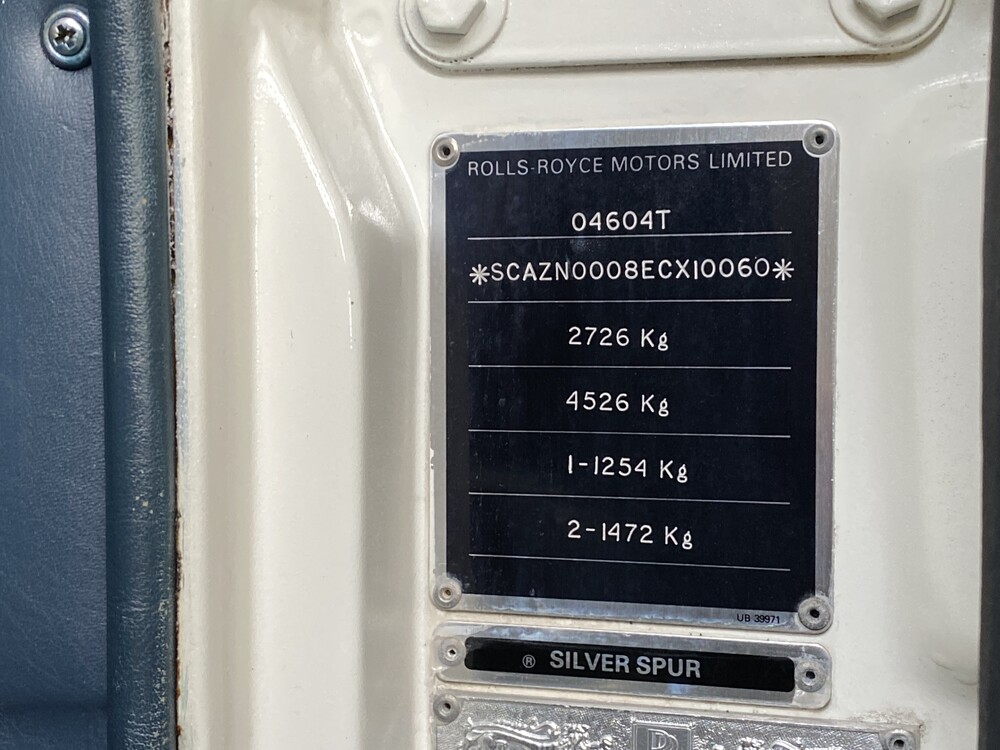 ROLLS-ROYCE MOTORS LIMITED
04604T
*SCAZN0008ECX10060*
2726 Kg
4526 Kg
1-1254 Kg
2-1472 Kg
UB 39971
® SILVER SPUR